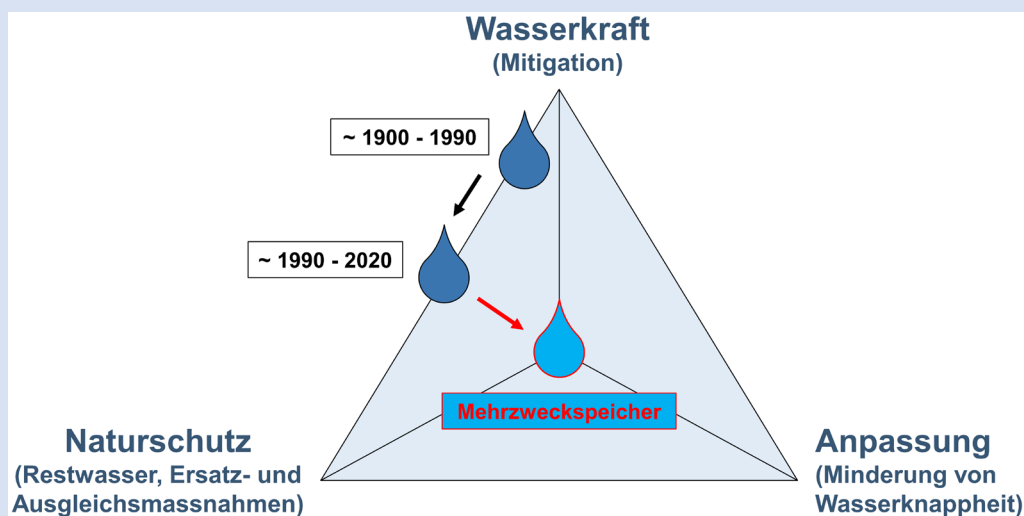 Wasserkraft
(Mitigation)
~ 1900 - 1990
~ 1990 - 2020
Mehrzweckspeicher
Naturschutz
(Restwasser, Ersatz- und
Ausgleichsmassnahmen)
Anpassung
(Minderung von
Wasserknappheit)